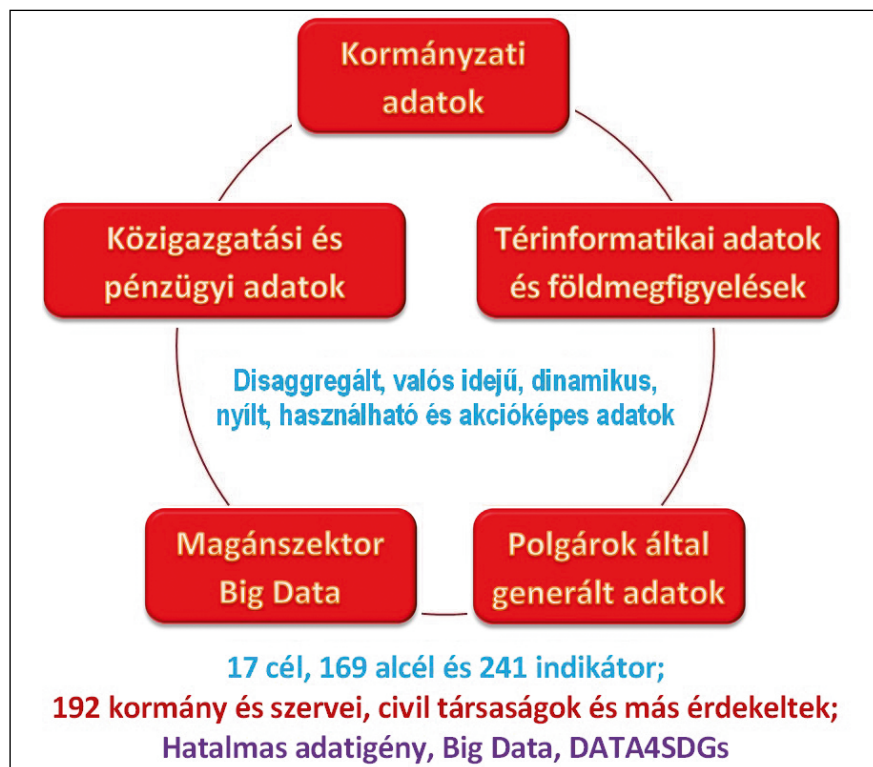 Kormányzati
adatok
Közigazgatási és
pénzügyi adatok
Térinformatikai adatok
és földmegfigyelések
Disaggregált, valós idejű, dinamikus,
nyílt, használható és akcióképes adatok
Magánszektor
Big Data
Polgárok által
generált adatok
17 cél, 169 alcél és 241 indikátor;
192 kormány és szervei, civil társaságok és más érdekeltek;
Hatalmas adatigény, Big Data, DATA4SDGs